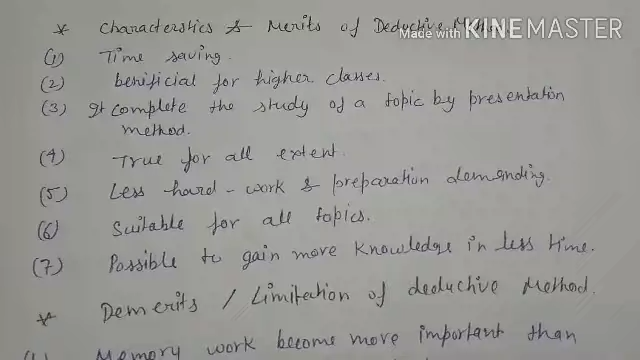 * Characterstics & Merits of Deductive Meth
Made with KINEMASTER
(1) Time saving.
(2) benificial for higher classes.
(3) It complete the study of a topic by presentation
method.
(4) True for all extent.
(5) Less hard-work & preparation demanding.
(6) Suitable for all topics.
(7) Possible to gain more knowledge in less time.
* Demerits / Limitation of deductive Method.
Memory work become more important than